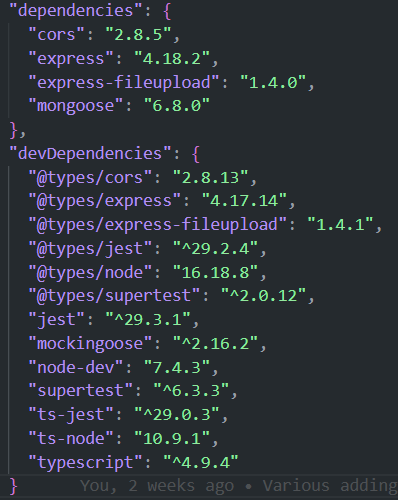 "dependencies": {
"cors": "2.8.5",
"express": "4.18.2",
"express-fileupload": "1.4.0",
"mongoose": "6.8.0"
},
"devDependencies": {
"@types/cors": "2.8.13",
"@types/express": "4.17.14",
"@types/express-fileupload": "1.4.1",
"@types/jest": "^29.2.4",
"@types/node": "16.18.8",
"@types/supertest": "^2.0.12",
"jest": "^29.3.1",
"mockingoose": "^2.16.2",
"node-dev": "7.4.3",
"supertest": "^6.3.3",
"ts-jest": "^29.0.3",
"ts-node": "10.9.1",
"typescript": "^4.9.4"
} You, 2 weeks ago • Various adding